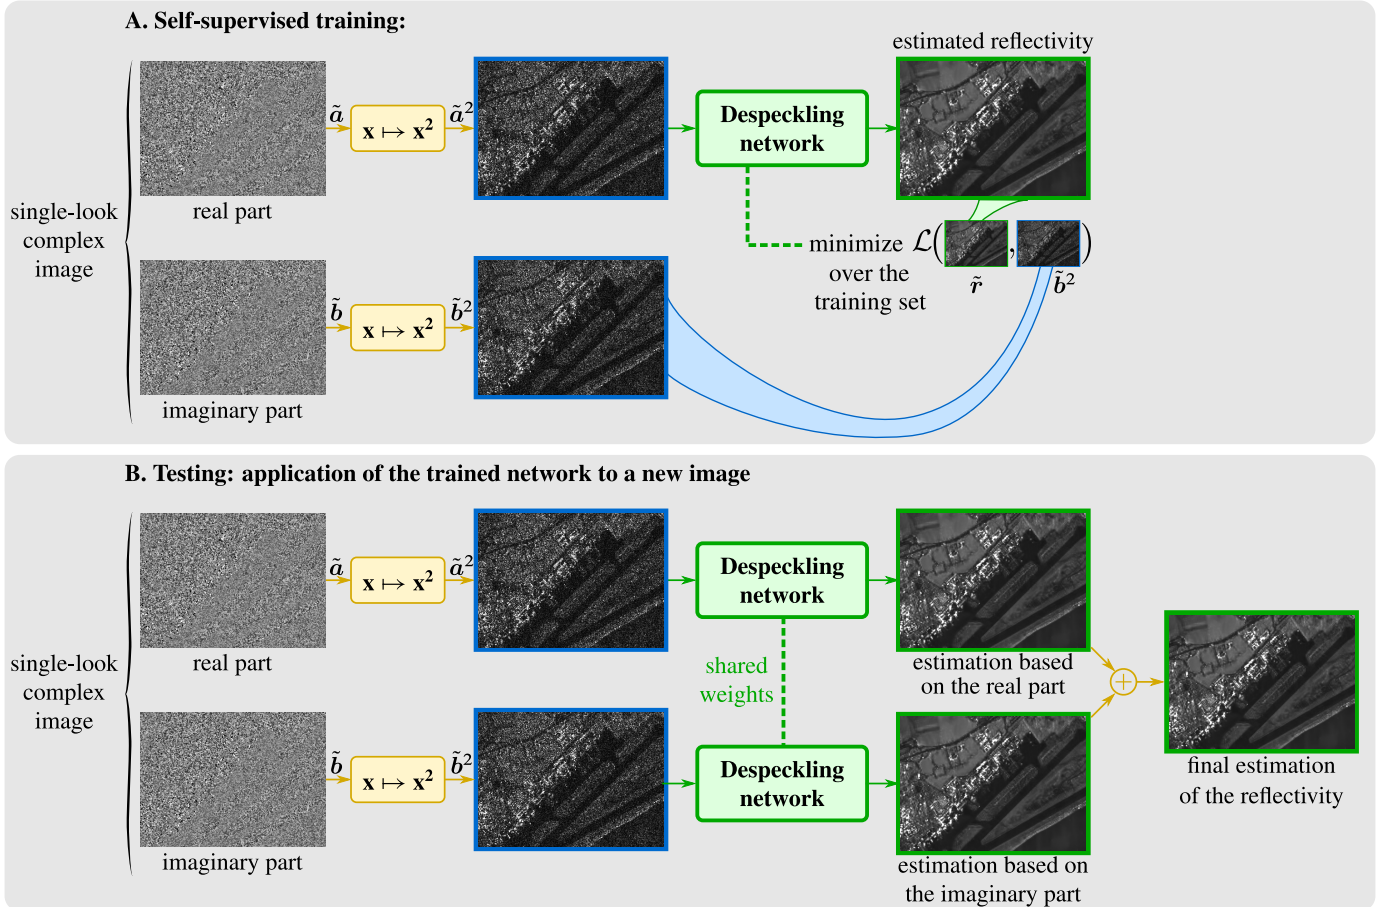 A. Self-supervised training:
estimated reflectivity
single-look
complex
image
real part
ã
x ↦ x²
ã²
Despeckling
network
minimize ℒ( , )
over the
training set
r̃
b̃²
imaginary part
b̃
x ↦ x²
b̃²
B. Testing: application of the trained network to a new image
single-look
complex
image
real part
ã
x ↦ x²
ã²
Despeckling
network
estimation based
on the real part
shared
weights
+
final estimation
of the reflectivity
imaginary part
b̃
x ↦ x²
b̃²
Despeckling
network
estimation based on
the imaginary part